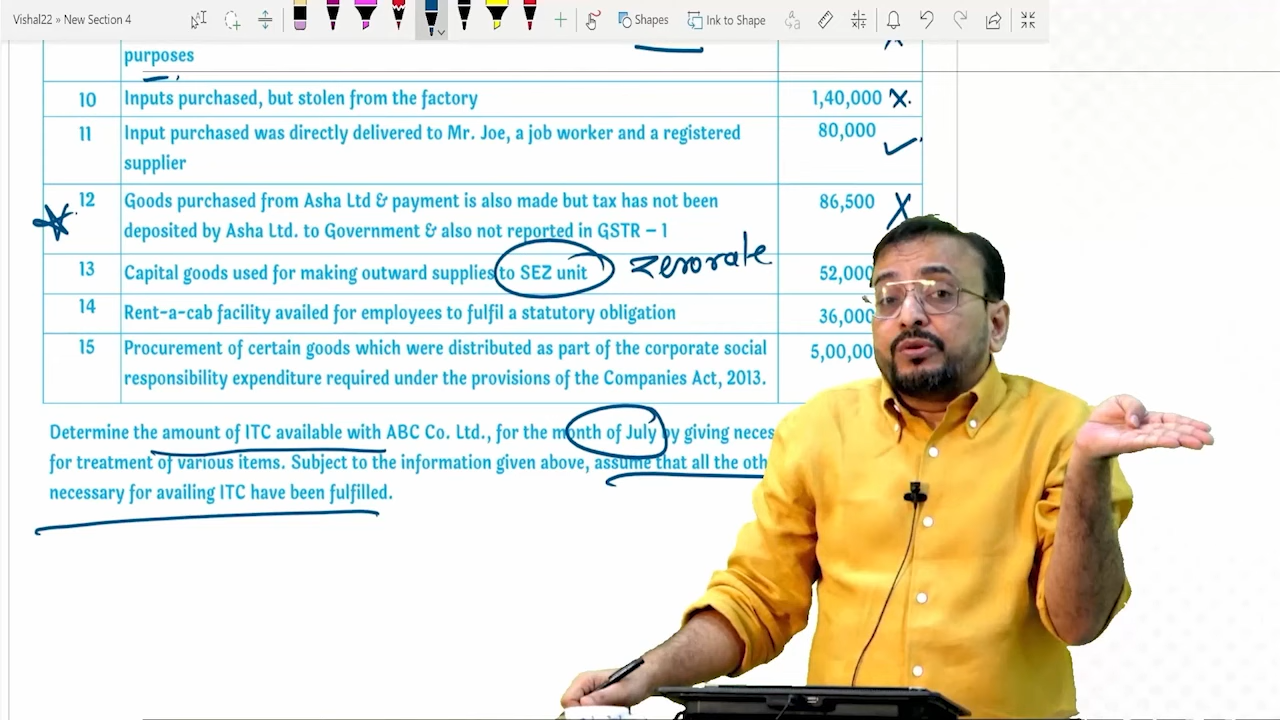 Vishal22 » New Section 4
Shapes
Ink to Shape
purposes
10 Inputs purchased, but stolen from the factory 1,40,000
11 Input purchased was directly delivered to Mr. Joe, a job worker and a registered 80,000
supplier
12 Goods purchased from Asha Ltd & payment is also made but tax has not been 86,500
deposited by Asha Ltd. to Government & also not reported in GSTR – 1
13 Capital goods used for making outward supplies to SEZ unit zero rate 52,000
14 Rent-a-cab facility availed for employees to fulfil a statutory obligation 36,000
15 Procurement of certain goods which were distributed as part of the corporate social 5,00,00
responsibility expenditure required under the provisions of the Companies Act, 2013.
Determine the amount of ITC available with ABC Co. Ltd., for the month of July by giving neces
for treatment of various items. Subject to the information given above, assume that all the oth
necessary for availing ITC have been fulfilled.